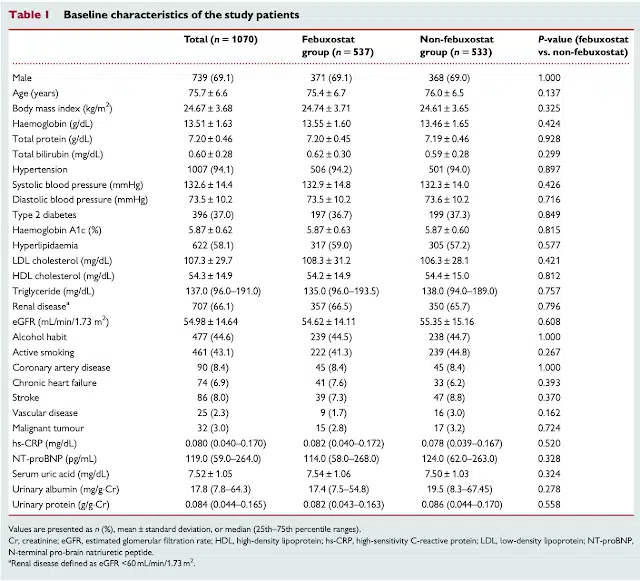 Table I Baseline characteristics of the study patients
Total (n = 1070) Febuxostat group (n = 537) Non-febuxostat group (n = 533) P-value (febuxostat vs. non-febuxostat)
Male 739 (69.1) 371 (69.1) 368 (69.0) 1.000
Age (years) 75.7 ± 6.6 75.4 ± 6.7 76.0 ± 6.5 0.137
Body mass index (kg/m²) 24.67 ± 3.68 24.74 ± 3.71 24.61 ± 3.65 0.325
Haemoglobin (g/dL) 13.51 ± 1.63 13.55 ± 1.60 13.46 ± 1.65 0.424
Total protein (g/dL) 7.20 ± 0.46 7.20 ± 0.45 7.19 ± 0.46 0.928
Total bilirubin (mg/dL) 0.60 ± 0.28 0.62 ± 0.30 0.59 ± 0.28 0.299
Hypertension 1007 (94.1) 506 (94.2) 501 (94.0) 0.897
Systolic blood pressure (mmHg) 132.6 ± 14.4 132.9 ± 14.8 132.3 ± 14.0 0.426
Diastolic blood pressure (mmHg) 73.5 ± 10.2 73.5 ± 10.2 73.6 ± 10.2 0.716
Type 2 diabetes 396 (37.0) 197 (36.7) 199 (37.3) 0.849
Haemoglobin A1c (%) 5.87 ± 0.62 5.87 ± 0.63 5.87 ± 0.60 0.815
Hyperlipidaemia 622 (58.1) 317 (59.0) 305 (57.2) 0.577
LDL cholesterol (mg/dL) 107.3 ± 29.7 108.3 ± 31.2 106.3 ± 28.1 0.421
HDL cholesterol (mg/dL) 54.3 ± 14.9 54.2 ± 14.9 54.4 ± 15.0 0.812
Triglyceride (mg/dL) 137.0 (96.0–191.0) 135.0 (96.0–193.5) 138.0 (94.0–189.0) 0.757
Renal diseaseᵃ 707 (66.1) 357 (66.5) 350 (65.7) 0.796
eGFR (mL/min/1.73 m²) 54.98 ± 14.64 54.62 ± 14.11 55.35 ± 15.16 0.608
Alcohol habit 477 (44.6) 239 (44.5) 238 (44.7) 1.000
Active smoking 461 (43.1) 222 (41.3) 239 (44.8) 0.267
Coronary artery disease 90 (8.4) 45 (8.4) 45 (8.4) 1.000
Chronic heart failure 74 (6.9) 41 (7.6) 33 (6.2) 0.393
Stroke 86 (8.0) 39 (7.3) 47 (8.8) 0.370
Vascular disease 25 (2.3) 9 (1.7) 16 (3.0) 0.162
Malignant tumour 32 (3.0) 15 (2.8) 17 (3.2) 0.724
hs-CRP (mg/dL) 0.080 (0.040–0.170) 0.082 (0.040–0.172) 0.078 (0.039–0.167) 0.520
NT-proBNP (pg/mL) 119.0 (59.0–264.0) 114.0 (58.0–268.0) 124.0 (62.0–263.0) 0.328
Serum uric acid (mg/dL) 7.52 ± 1.05 7.54 ± 1.06 7.50 ± 1.03 0.324
Urinary albumin (mg/g·Cr) 17.8 (7.8–64.3) 17.4 (7.5–54.8) 19.5 (8.3–67.45) 0.278
Urinary protein (g/g·Cr) 0.084 (0.044–0.165) 0.082 (0.043–0.163) 0.086 (0.044–0.170) 0.558
Values are presented as n (%), mean ± standard deviation, or median (25th–75th percentile ranges).
Cr, creatinine; eGFR, estimated glomerular filtration rate; HDL, high-density lipoprotein; hs-CRP, high-sensitivity C-reactive protein; LDL, low-density lipoprotein; NT-proBNP,
N-terminal pro-brain natriuretic peptide.
ᵃRenal disease defined as eGFR <60 mL/min/1.73 m².